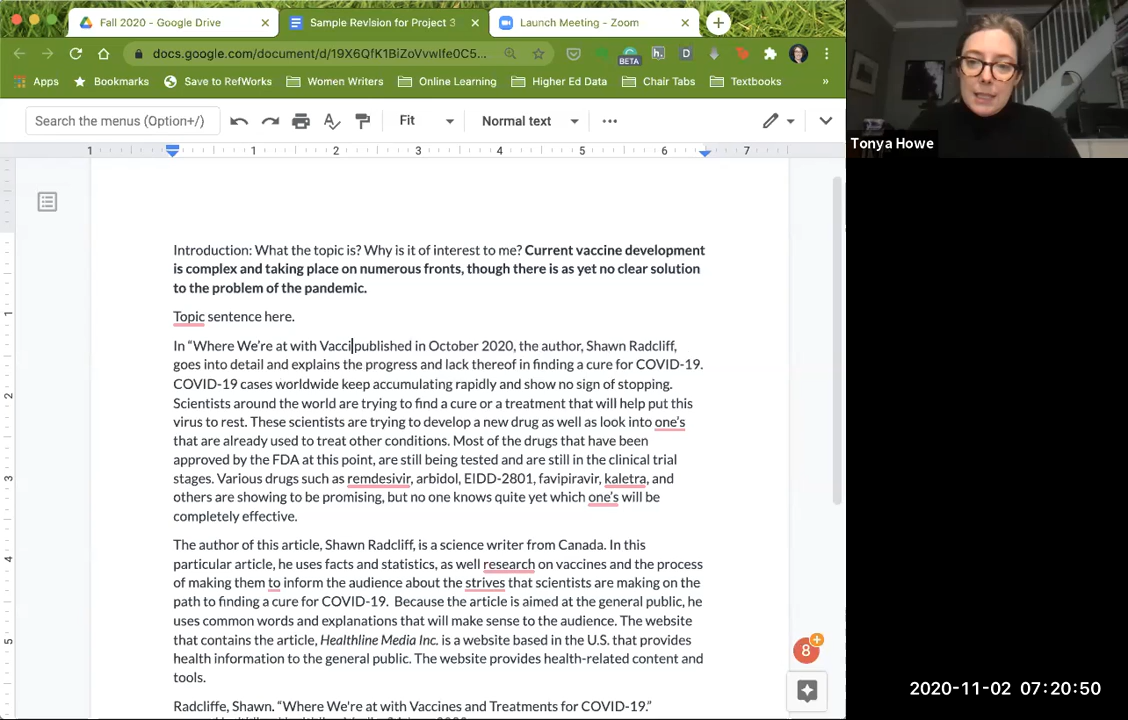 Fall 2020 - Google Drive
Sample Revision for Project 3
Launch Meeting - Zoom
docs.google.com/document/d/19X6QfK1BiZoVvwIfe0C5...
BETA
h.
D
Apps
Bookmarks
Save to RefWorks
Women Writers
Online Learning
Higher Ed Data
Chair Tabs
Textbooks
»
Search the menus (Option+/)
Fit
Normal text
1 1 2 3 4 5 6 7
Tonya Howe
Introduction: What the topic is? Why is it of interest to me? Current vaccine development
is complex and taking place on numerous fronts, though there is as yet no clear solution
to the problem of the pandemic.
Topic sentence here.
In “Where We’re at with Vacci published in October 2020, the author, Shawn Radcliff,
goes into detail and explains the progress and lack thereof in finding a cure for COVID-19.
COVID-19 cases worldwide keep accumulating rapidly and show no sign of stopping.
Scientists around the world are trying to find a cure or a treatment that will help put this
virus to rest. These scientists are trying to develop a new drug as well as look into one’s
that are already used to treat other conditions. Most of the drugs that have been
approved by the FDA at this point, are still being tested and are still in the clinical trial
stages. Various drugs such as remdesivir, arbidol, EIDD-2801, favipiravir, kaletra, and
others are showing to be promising, but no one knows quite yet which one’s will be
completely effective.
The author of this article, Shawn Radcliff, is a science writer from Canada. In this
particular article, he uses facts and statistics, as well research on vaccines and the process
of making them to inform the audience about the strives that scientists are making on the
path to finding a cure for COVID-19. Because the article is aimed at the general public, he
uses common words and explanations that will make sense to the audience. The website
that contains the article, Healthline Media Inc. is a website based in the U.S. that provides
health information to the general public. The website provides health-related content and
tools.
Radcliffe, Shawn. “Where We’re at with Vaccines and Treatments for COVID-19.”
1
2
3
4
5
8
2020-11-02 07:20:50